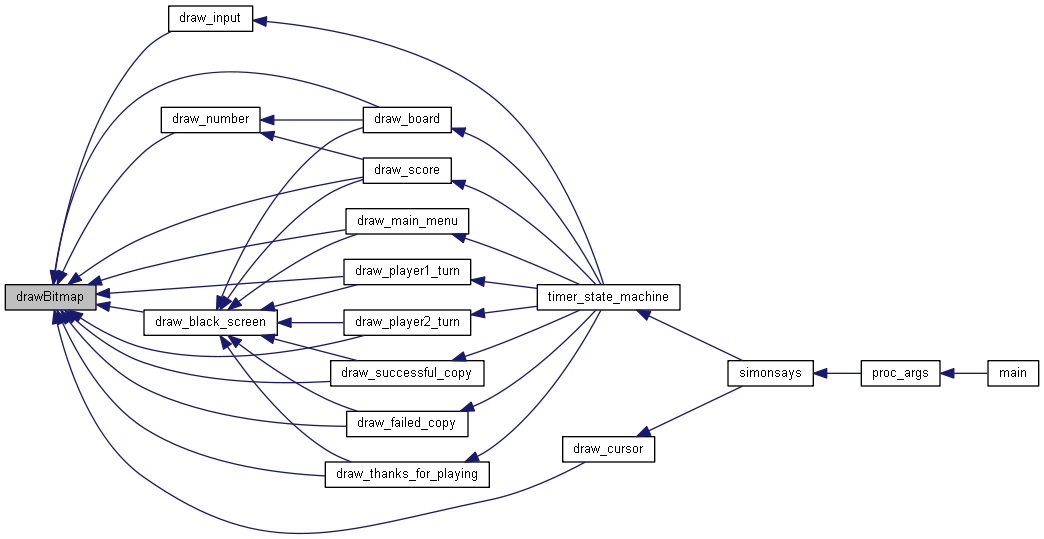 draw_input
draw_number
draw_board
draw_score
draw_main_menu
draw_player1_turn
drawBitmap
timer_state_machine
draw_black_screen
draw_player2_turn
draw_successful_copy
simonsays
proc_args
main
draw_failed_copy
draw_cursor
draw_thanks_for_playing